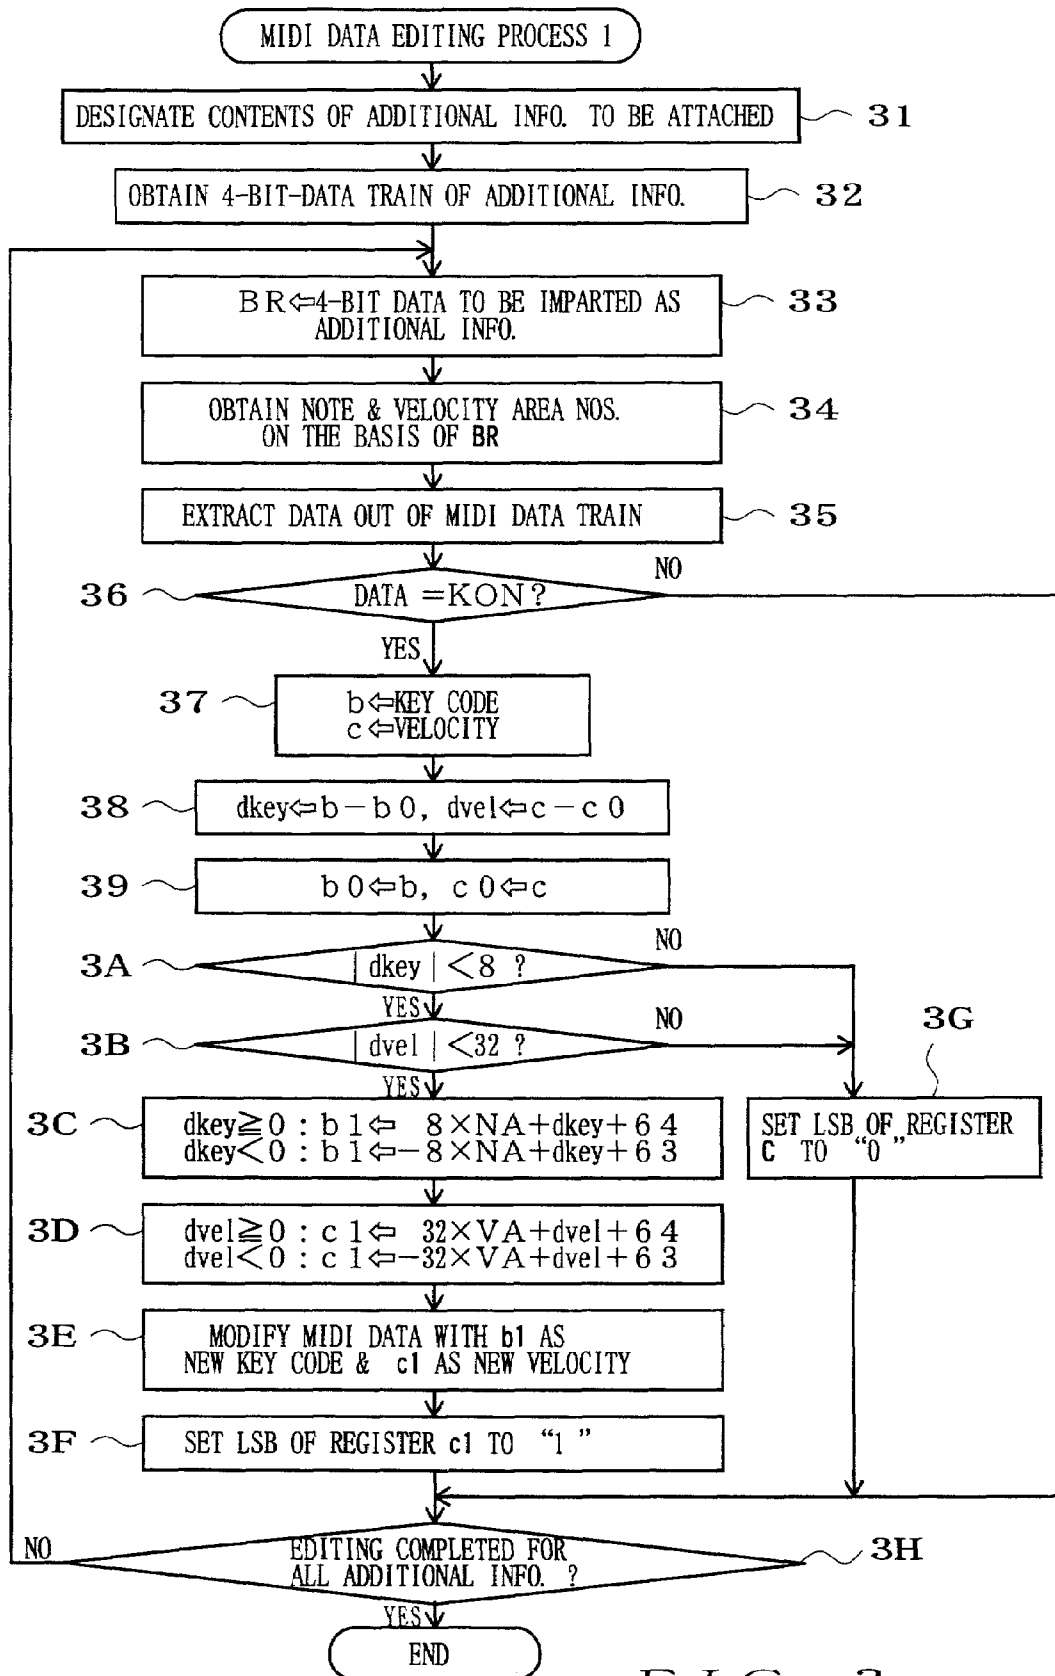 MIDI DATA EDITING PROCESS 1
DESIGNATE CONTENTS OF ADDITIONAL INFO. TO BE ATTACHED
31
OBTAIN 4-BIT-DATA TRAIN OF ADDITIONAL INFO.
32
BR⇦4-BIT DATA TO BE IMPARTED AS
ADDITIONAL INFO.
33
OBTAIN NOTE & VELOCITY AREA NOS.
ON THE BASIS OF BR
34
EXTRACT DATA OUT OF MIDI DATA TRAIN
35
36
DATA =KON?
NO
YES
37
b⇦KEY CODE
c⇦VELOCITY
38
dkey⇦b-b0, dvel⇦c-c0
39
b0⇦b, c0⇦c
3A
|dkey|<8 ?
NO
YES
3B
|dvel|<32 ?
NO
YES
3G
SET LSB OF REGISTER
C TO "0"
3C
dkey≧0 : b1⇦ 8×NA+dkey+64
dkey<0 : b1⇦-8×NA+dkey+63
3D
dvel≧0 : c1⇦ 32×VA+dvel+64
dvel<0 : c1⇦-32×VA+dvel+63
3E
MODIFY MIDI DATA WITH b1 AS
NEW KEY CODE & c1 AS NEW VELOCITY
3F
SET LSB OF REGISTER c1 TO "1"
NO
EDITING COMPLETED FOR
ALL ADDITIONAL INFO. ?
3H
YES
END